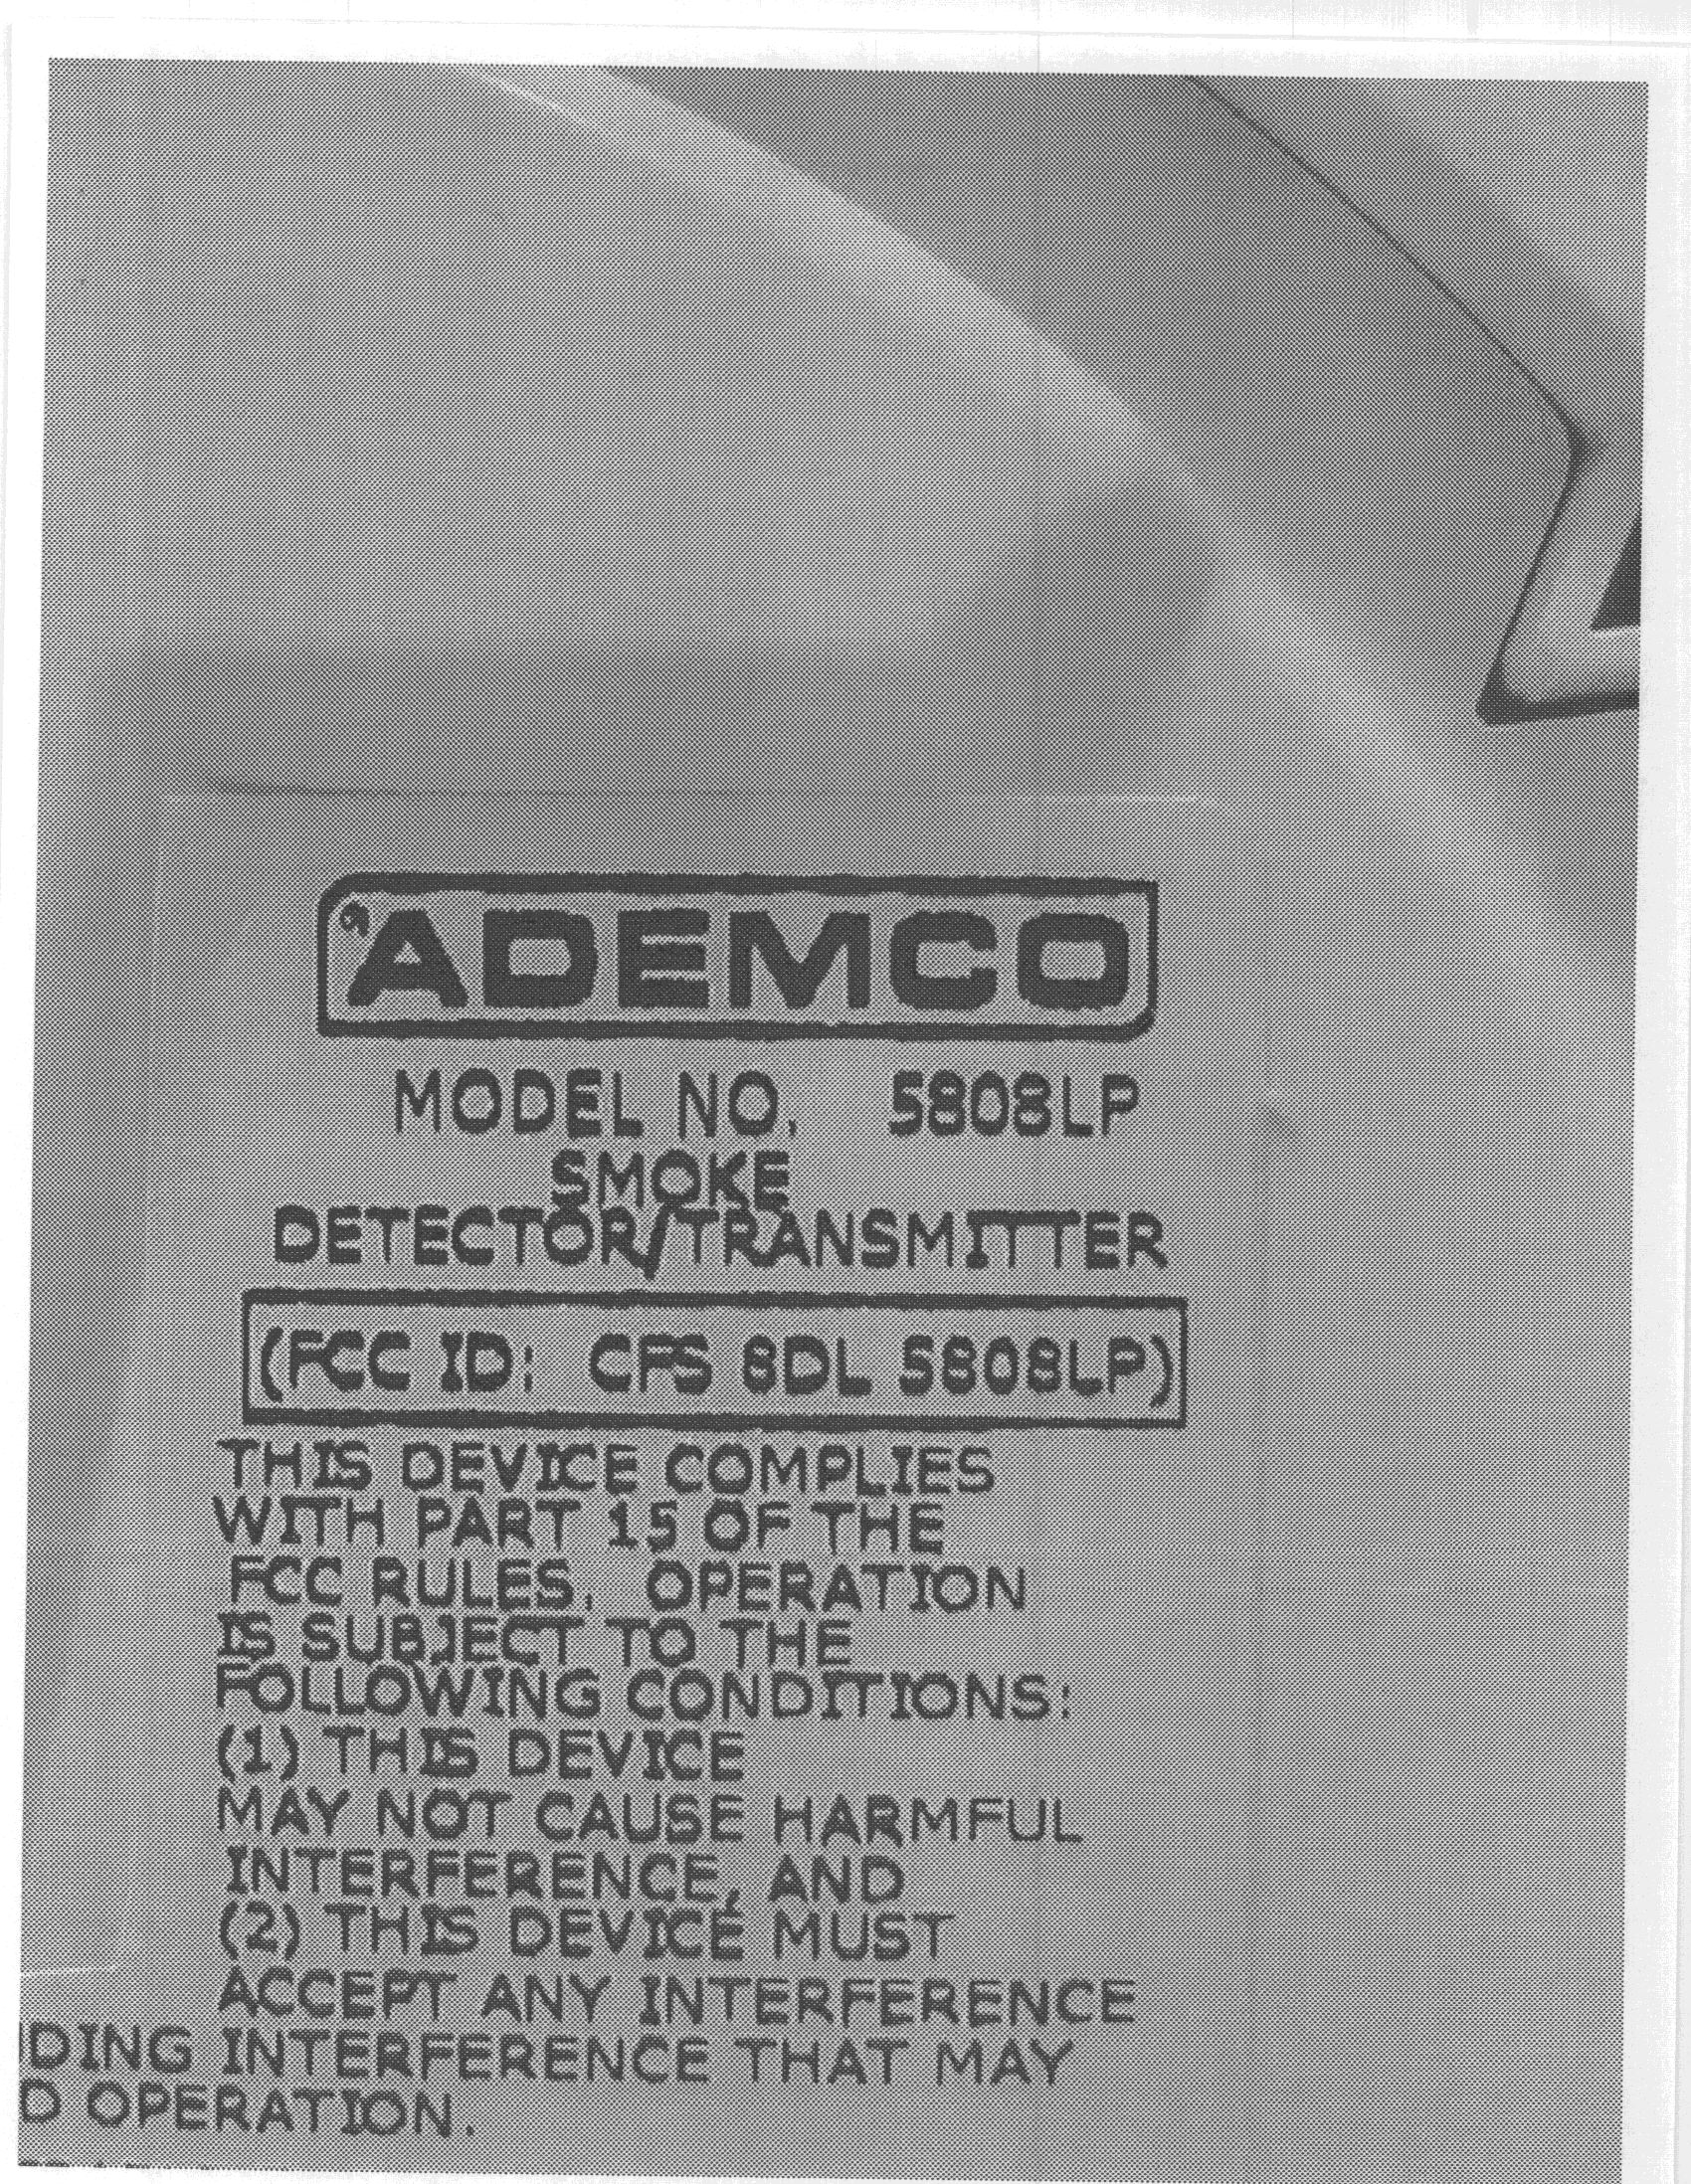 ADEMCO
MODEL NO. 5808LP
SMOKE
DETECTOR/TRANSMITTER
(FCC ID: CFS 8DL 5808LP)
THIS DEVICE COMPLIES
WITH PART 15 OF THE
FCC RULES. OPERATION
IS SUBJECT TO THE
FOLLOWING CONDITIONS:
(1) THIS DEVICE
MAY NOT CAUSE HARMFUL
INTERFERENCE, AND
(2) THIS DEVICE MUST
ACCEPT ANY INTERFERENCE
DING INTERFERENCE THAT MAY
D OPERATION.